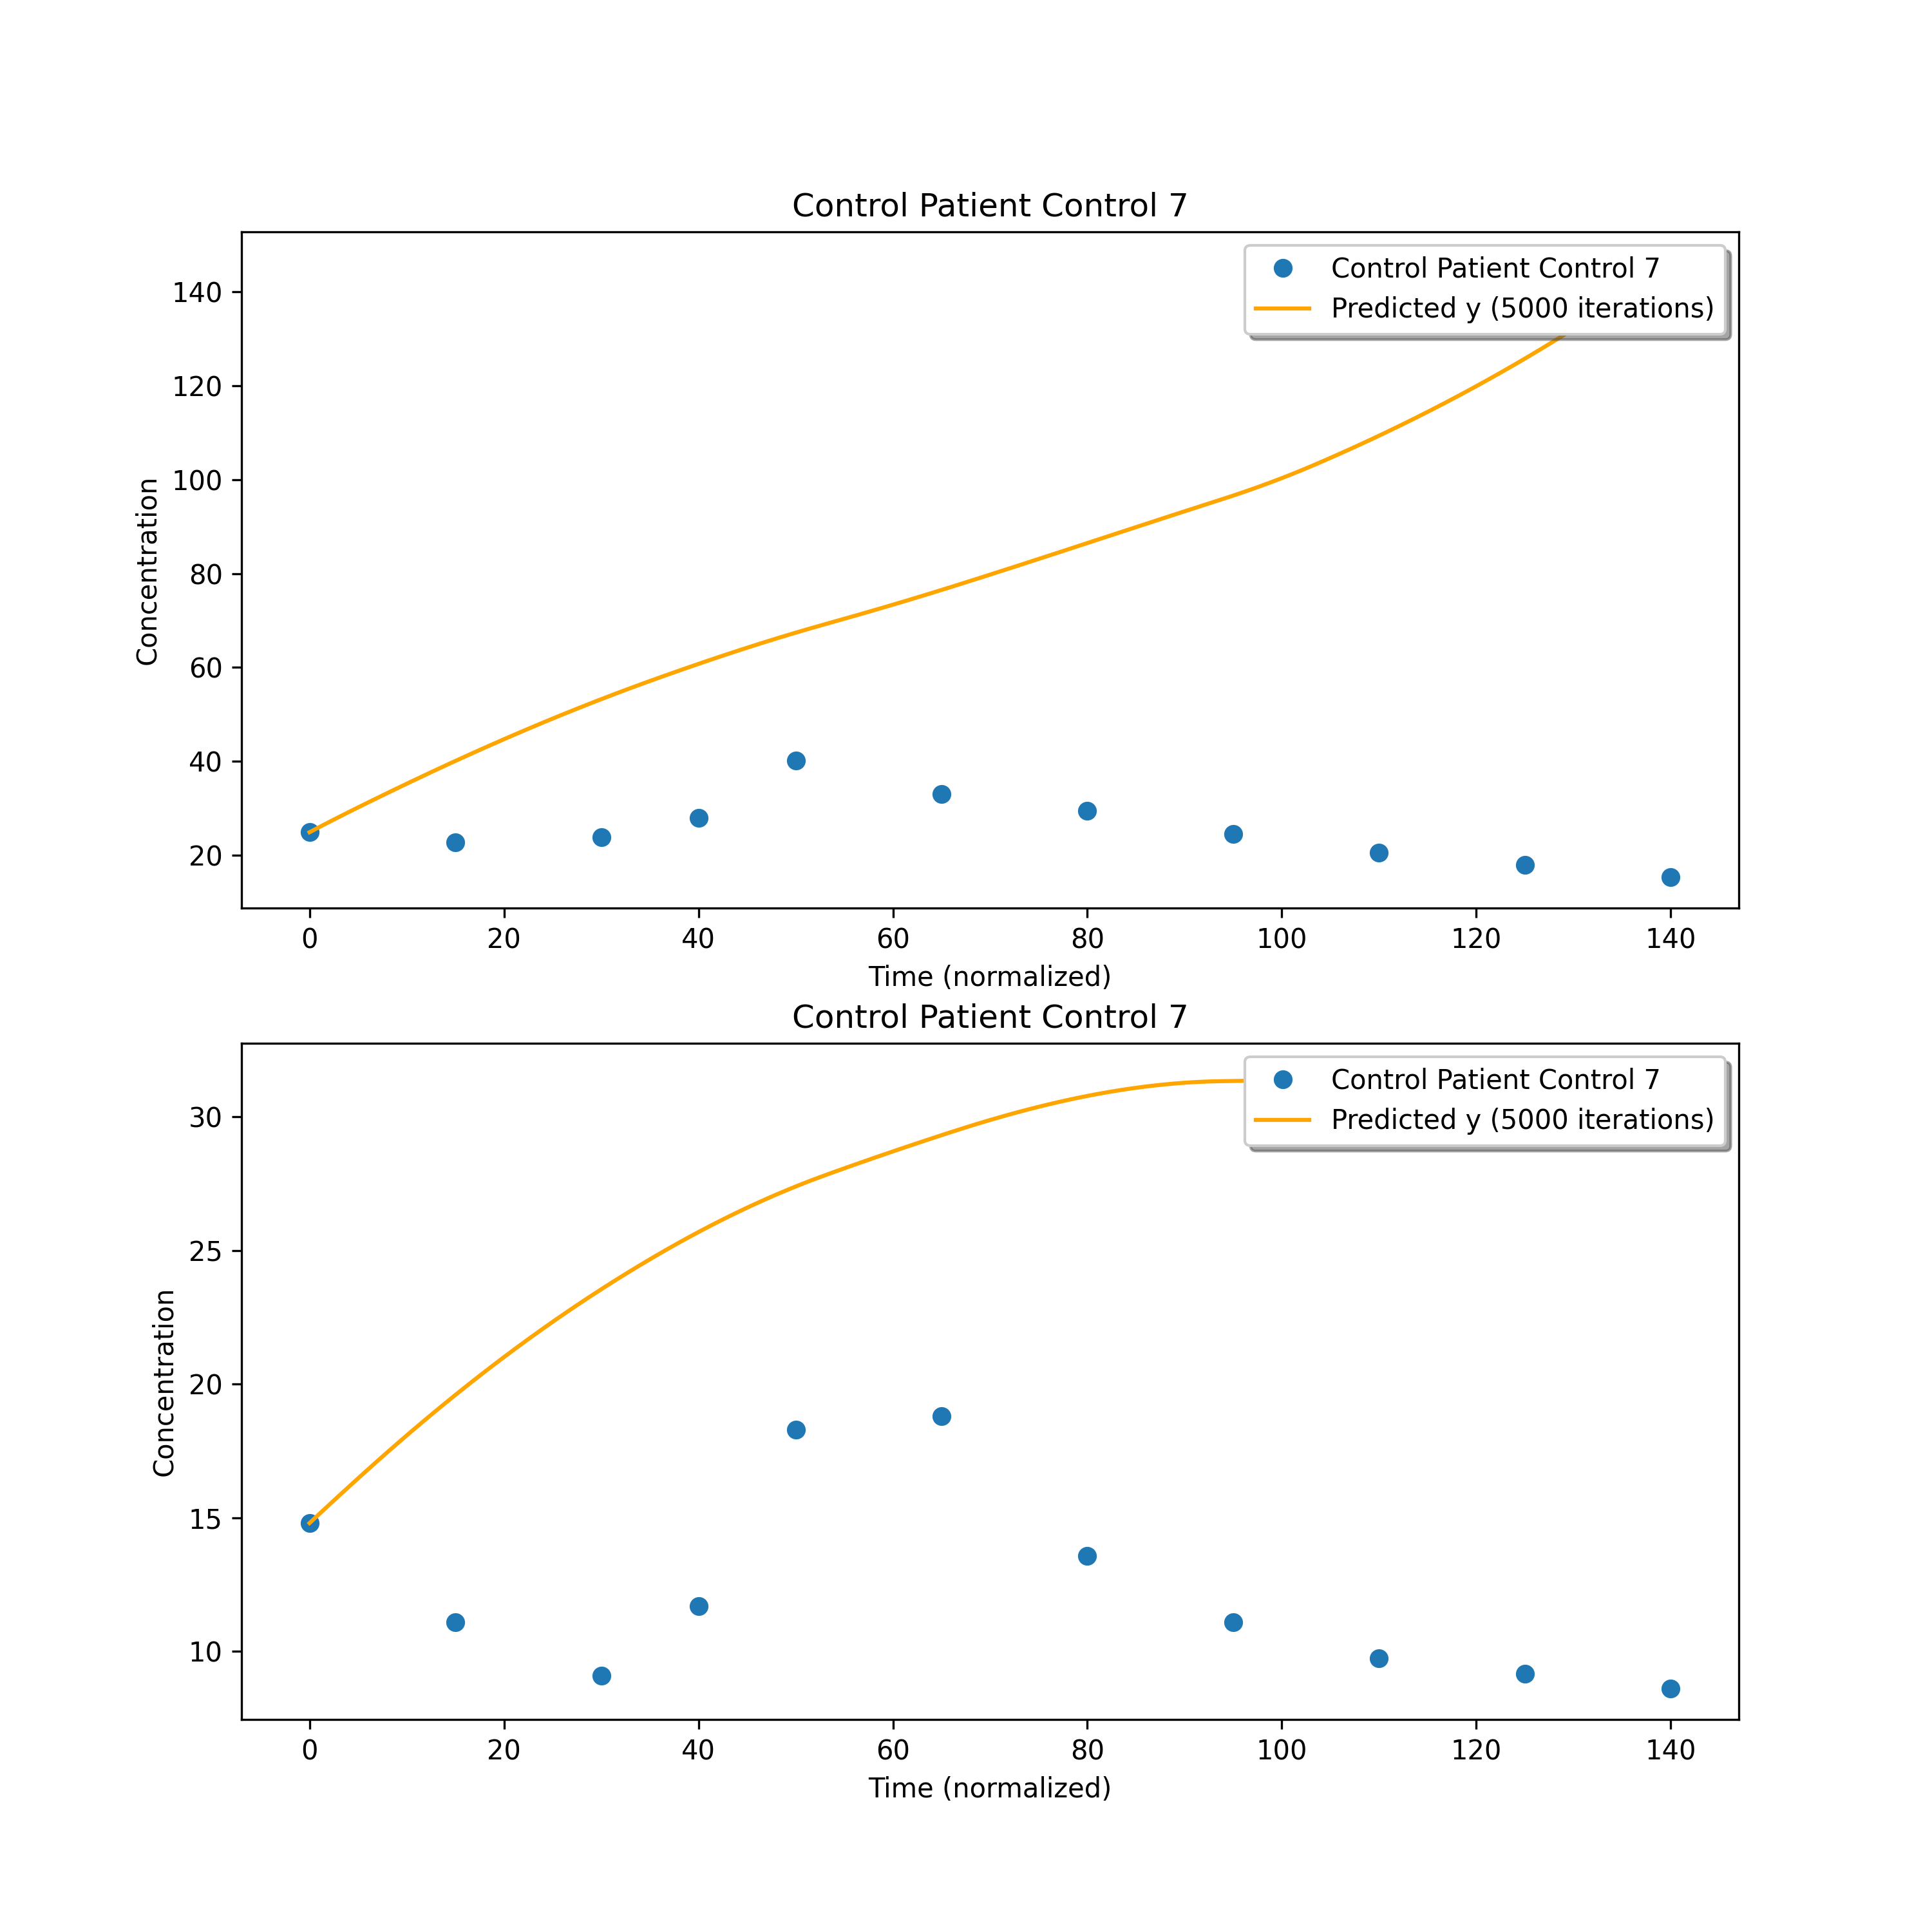 Control Patient Control 7
Control Patient Control 7
Predicted y (5000 iterations)
140
120
100
80
60
40
20
Concentration
0 20 40 60 80 100 120 140
Time (normalized)
Control Patient Control 7
Control Patient Control 7
Predicted y (5000 iterations)
30
25
20
15
10
Concentration
0 20 40 60 80 100 120 140
Time (normalized)